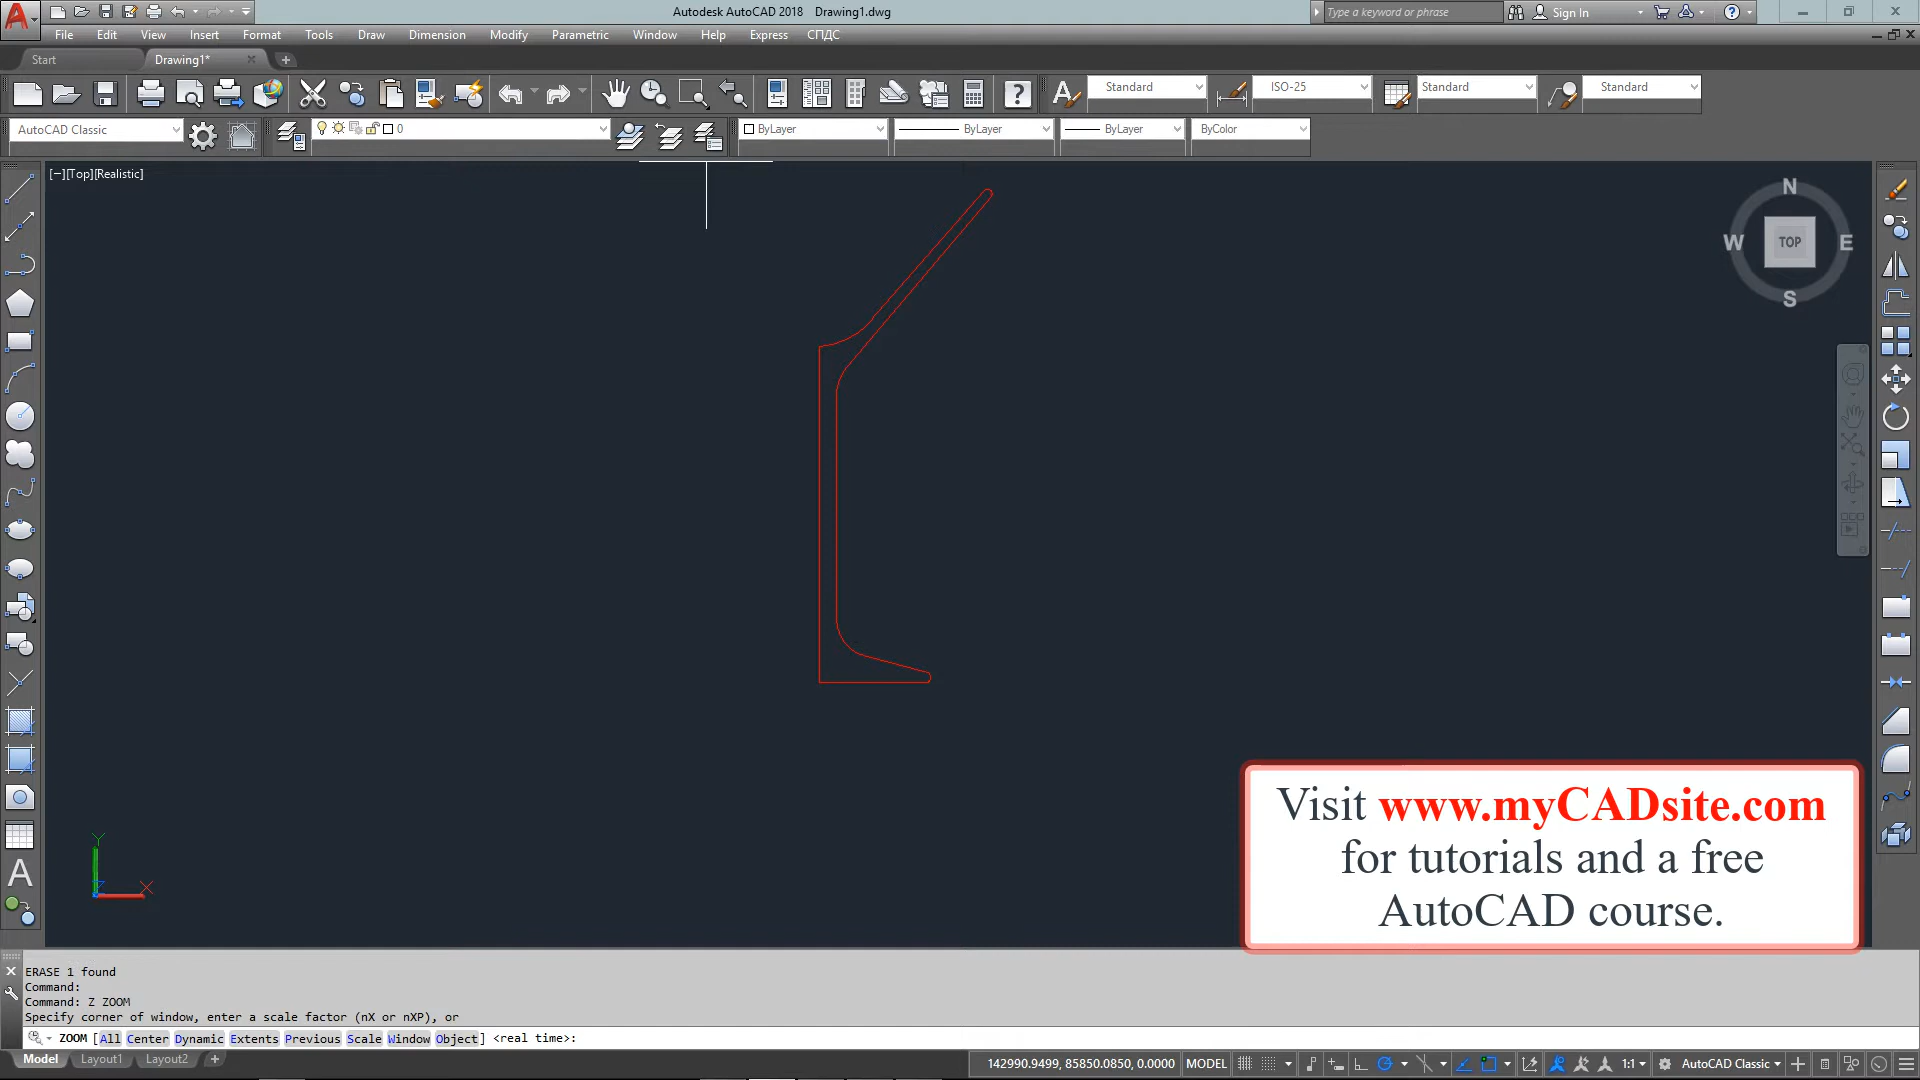 Autodesk AutoCAD 2018 Drawing1.dwg
Type a keyword or phrase
Sign In
File Edit View Insert Format Tools Draw Dimension Modify Parametric Window Help Express СПДС
Start Drawing1*
Standard ISO-25 Standard Standard
AutoCAD Classic 0 ByLayer ByLayer ByLayer ByColor
[−][Top][Realistic]
N
W TOP E
S
Visit www.myCADsite.com
for tutorials and a free
AutoCAD course.
Y
X
ERASE 1 found
Command:
Command: Z ZOOM
Specify corner of window, enter a scale factor (nX or nXP), or
ZOOM [All Center Dynamic Extents Previous Scale Window Object] <real time>:
Model Layout1 Layout2
142990.9499, 85850.0850, 0.0000 MODEL 1:1 AutoCAD Classic